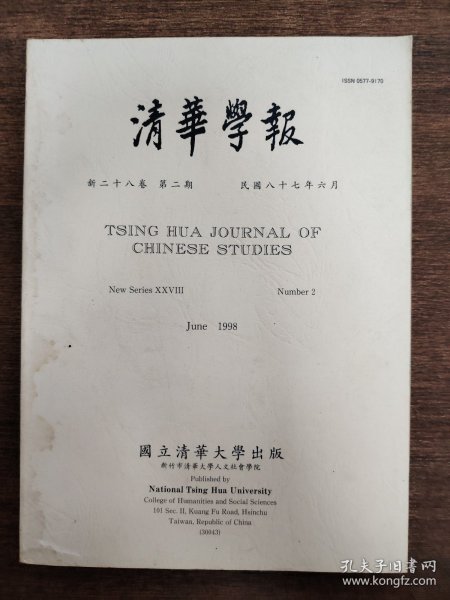 ISSN 0577-9170
清華學報
新二十八卷 第二期 民國八十七年六月
TSING HUA JOURNAL OF
CHINESE STUDIES
New Series XXVIII Number 2
June 1998
國立清華大學出版
新竹市清華大學人文社會學院
Published by
National Tsing Hua University
College of Humanities and Social Sciences
101 Sec. II, Kuang Fu Road, Hsinchu
Taiwan, Republic of China
(30043)
孔夫子旧书网
www.kongfz.com